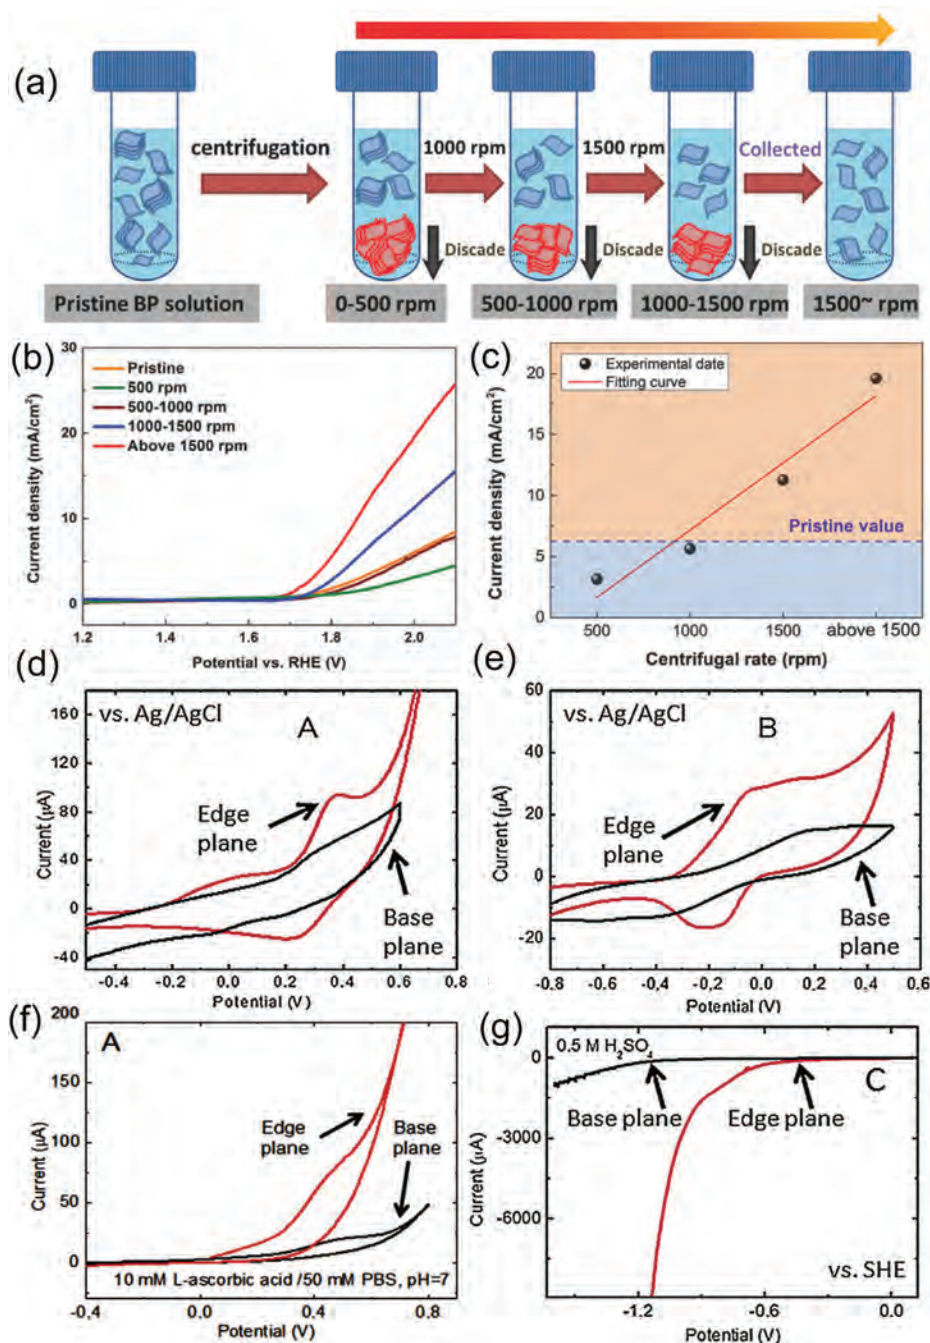 (a)
centrifugation
1000 rpm
1500 rpm
Collected
Discade
Discade
Discade
Pristine BP solution
0-500 rpm
500-1000 rpm
1000-1500 rpm
1500~ rpm
(b)
Current density (mA/cm²)
30
20
10
0
Pristine
500 rpm
500-1000 rpm
1000-1500 rpm
Above 1500 rpm
1.2
1.4
1.6
1.8
2.0
Potential vs. RHE (V)
(c)
Current density (mA/cm²)
20
15
10
5
0
Experimental date
Fitting curve
Pristine value
500
1000
1500
above 1500
Centrifugal rate (rpm)
(d)
vs. Ag/AgCl
A
Current (µA)
160
120
80
40
0
-40
Edge
plane
Base
plane
-0.4
0.0
0.4
0.8
Potential (V)
(e)
vs. Ag/AgCl
B
Current (µA)
60
40
20
0
-20
Edge
plane
Base
plane
-0.8
-0.6
-0.4
-0.2
0.0
0.2
0.4
0.6
Potential (V)
(f)
A
Current (µA)
200
150
100
50
0
Edge
plane
Base
plane
10 mM L-ascorbic acid /50 mM PBS, pH=7
-0.4
0.0
0.4
0.8
Potential (V)
(g)
0.5 M H₂SO₄
C
Current (µA)
0
-3000
-6000
Base plane
Edge plane
vs. SHE
-1.2
-0.6
0.0
Potential (V)